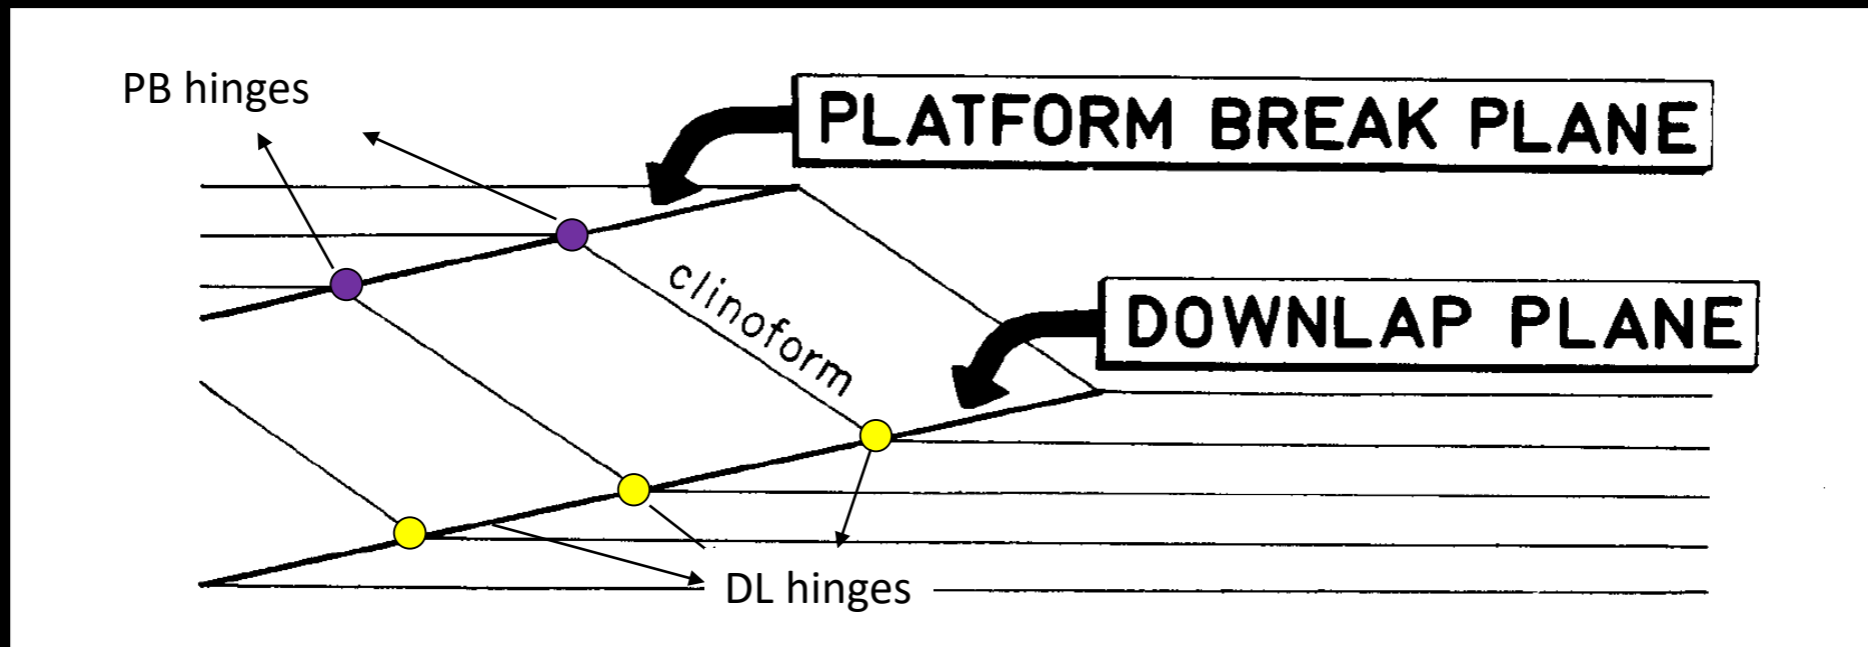 PB hinges
PLATFORM BREAK PLANE
clinoform
DOWNLAP PLANE
DL hinges